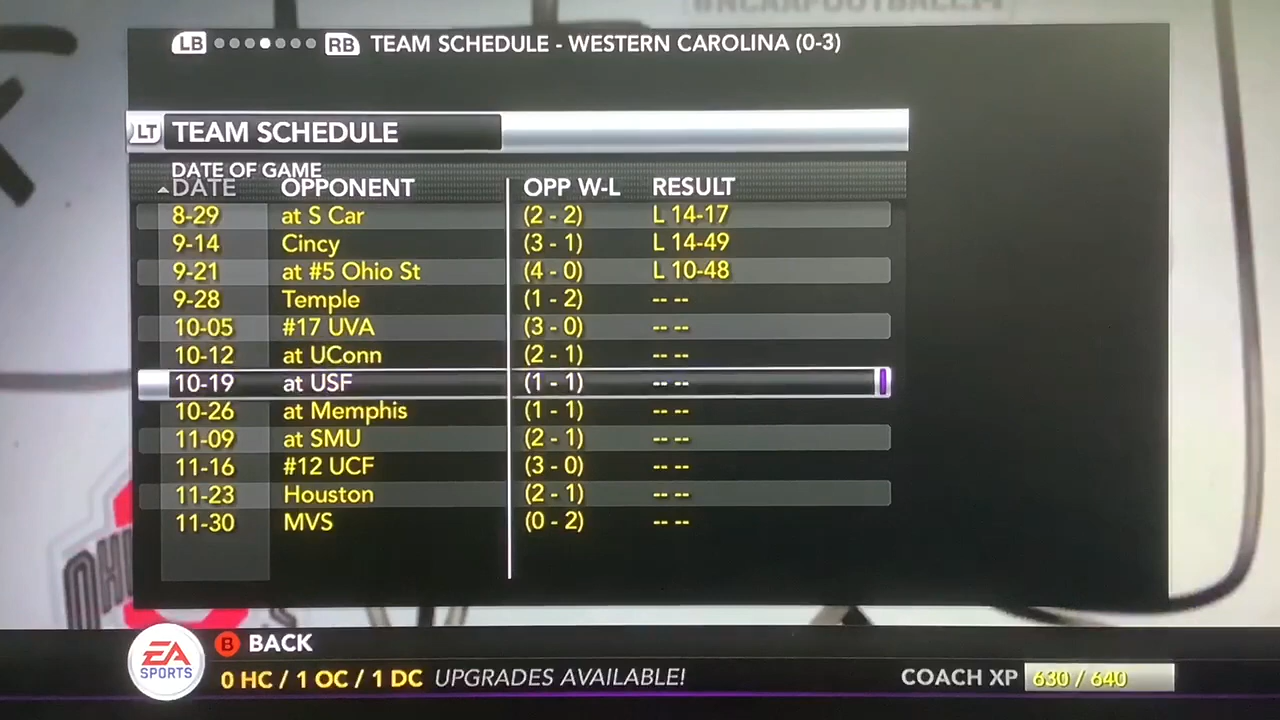 #NCAAFOOTBALL14
LB RB TEAM SCHEDULE - WESTERN CAROLINA (0-3)
LT TEAM SCHEDULE
DATE OF GAME
DATE OPPONENT OPP W-L RESULT
8-29 at S Car (2 - 2) L 14-17
9-14 Cincy (3 - 1) L 14-49
9-21 at #5 Ohio St (4 - 0) L 10-48
9-28 Temple (1 - 2) -- --
10-05 #17 UVA (3 - 0) -- --
10-12 at UConn (2 - 1) -- --
10-19 at USF (1 - 1) -- --
10-26 at Memphis (1 - 1) -- --
11-09 at SMU (2 - 1) -- --
11-16 #12 UCF (3 - 0) -- --
11-23 Houston (2 - 1) -- --
11-30 MVS (0 - 2) -- --
EA SPORTS
B BACK
0 HC / 1 OC / 1 DC UPGRADES AVAILABLE! COACH XP 630 / 640